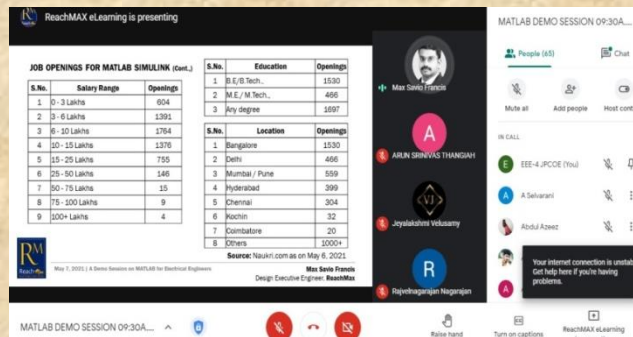 ReachMAX eLearning is presenting
JOB OPENINGS FOR MATLAB SIMULINK (Cont.,)
S.No. Salary Range Openings
1 0 - 3 Lakhs 604
2 3 - 6 Lakhs 1391
3 6 - 10 Lakhs 1764
4 10 - 15 Lakhs 1376
5 15 - 25 Lakhs 755
6 25 - 50 Lakhs 146
7 50 - 75 Lakhs 15
8 75 - 100 Lakhs 9
9 100+ Lakhs 4
S.No. Education Openings
1 B.E/B.Tech., 1530
2 M.E./ M.Tech., 466
3 Any degree 1697
S.No. Location Openings
1 Bangalore 1530
2 Delhi 466
3 Mumbai / Pune 559
4 Hyderabad 399
5 Chennai 304
6 Kochin 32
7 Coimbatore 20
8 Others 1000+
Source: Naukri.com as on May 6, 2021
RM
ReachMax
May 7, 2021 | A Demo Session on MATLAB for Electrical Engineers
Max Savio Francis
Design Executive Engineer, ReachMax
Max Savio Francis
A
ARUN SRINIVAS THANGIAH
VJ
Jeyalakshmi Velusamy
R
Rajvelnagarajan Nagarajan
MATLAB DEMO SESSION 09:30A....
People (65)
Chat
Mute all
Add people
Host cont
IN CALL
E EEE-4 JPCOE (You)
A A Selvarani
Abdul Azeez
A
Your internet connection is unstab
Get help here if you're having
problems.
MATLAB DEMO SESSION 09:30A....
Raise hand
Turn on captions
ReachMAX eLearning